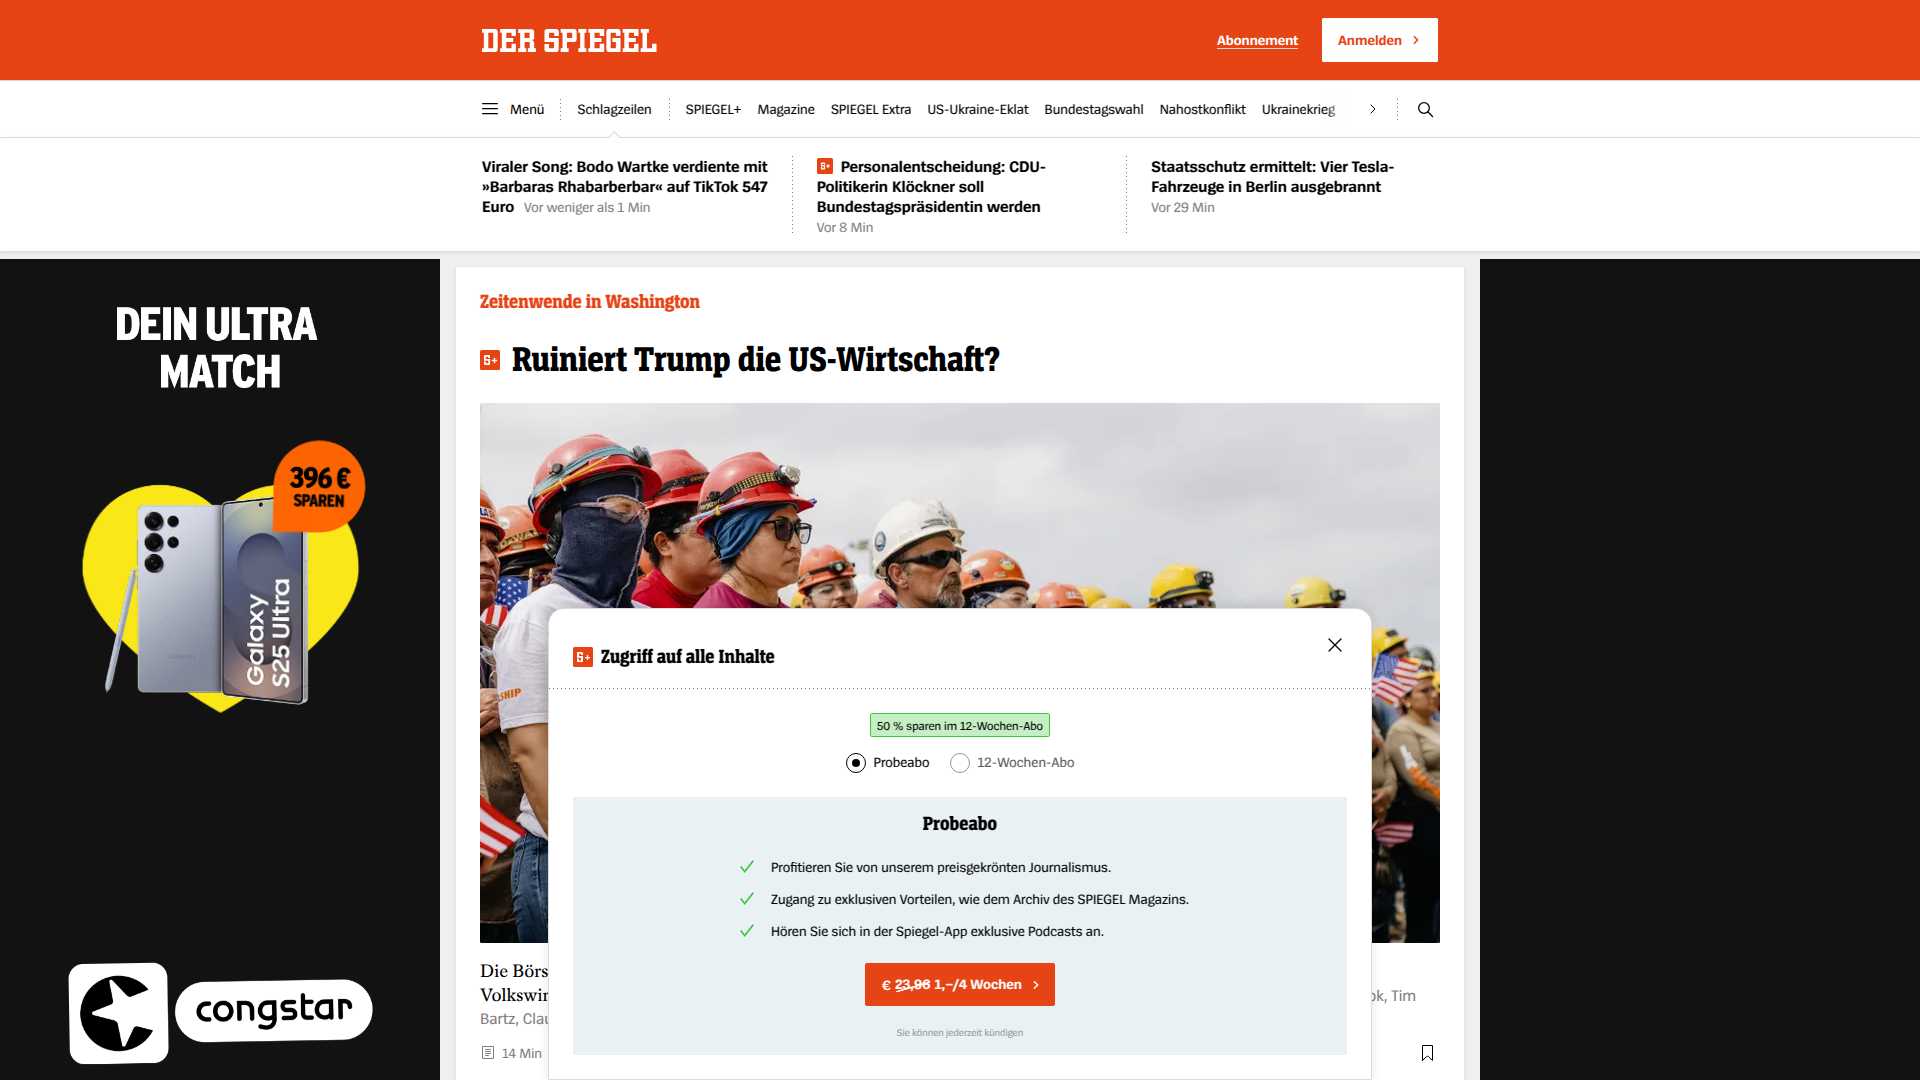 DER SPIEGEL
Abonnement
Anmelden
Menü
Schlagzeilen
SPIEGEL+
Magazine
SPIEGEL Extra
US-Ukraine-Eklat
Bundestagswahl
Nahostkonflikt
Ukrainekrieg
Viraler Song: Bodo Wartke verdiente mit
»Barbaras Rhabarberbar« auf TikTok 547
Euro Vor weniger als 1 Min
Personalentscheidung: CDU-
Politikerin Klöckner soll
Bundestagspräsidentin werden
Vor 8 Min
Staatsschutz ermittelt: Vier Tesla-
Fahrzeuge in Berlin ausgebrannt
Vor 29 Min
DEIN ULTRA
MATCH
396 €
SPAREN
Galaxy
S25 Ultra
congstar
Zeitenwende in Washington
Ruiniert Trump die US-Wirtschaft?
Zugriff auf alle Inhalte
50 % sparen im 12-Wochen-Abo
Probeabo
12-Wochen-Abo
Probeabo
Profitieren Sie von unserem preisgekrönten Journalismus.
Zugang zu exklusiven Vorteilen, wie dem Archiv des SPIEGEL Magazins.
Hören Sie sich in der Spiegel-App exklusive Podcasts an.
€ 23,96 1,–/4 Wochen
Sie können jederzeit kündigen
Die Börs
Volkswir
Bartz, Clau
ok, Tim
14 Min